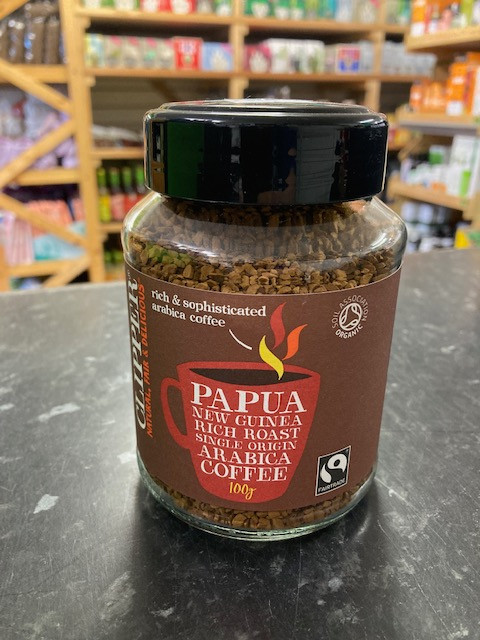 rich & sophisticated
arabica coffee
SOIL ASSOCIATION
ORGANIC
CLIPPER
NATURAL, FAIR & DELICIOUS
PAPUA
NEW GUINEA
RICH ROAST
SINGLE ORIGIN
ARABICA
COFFEE
100g
FAIRTRADE